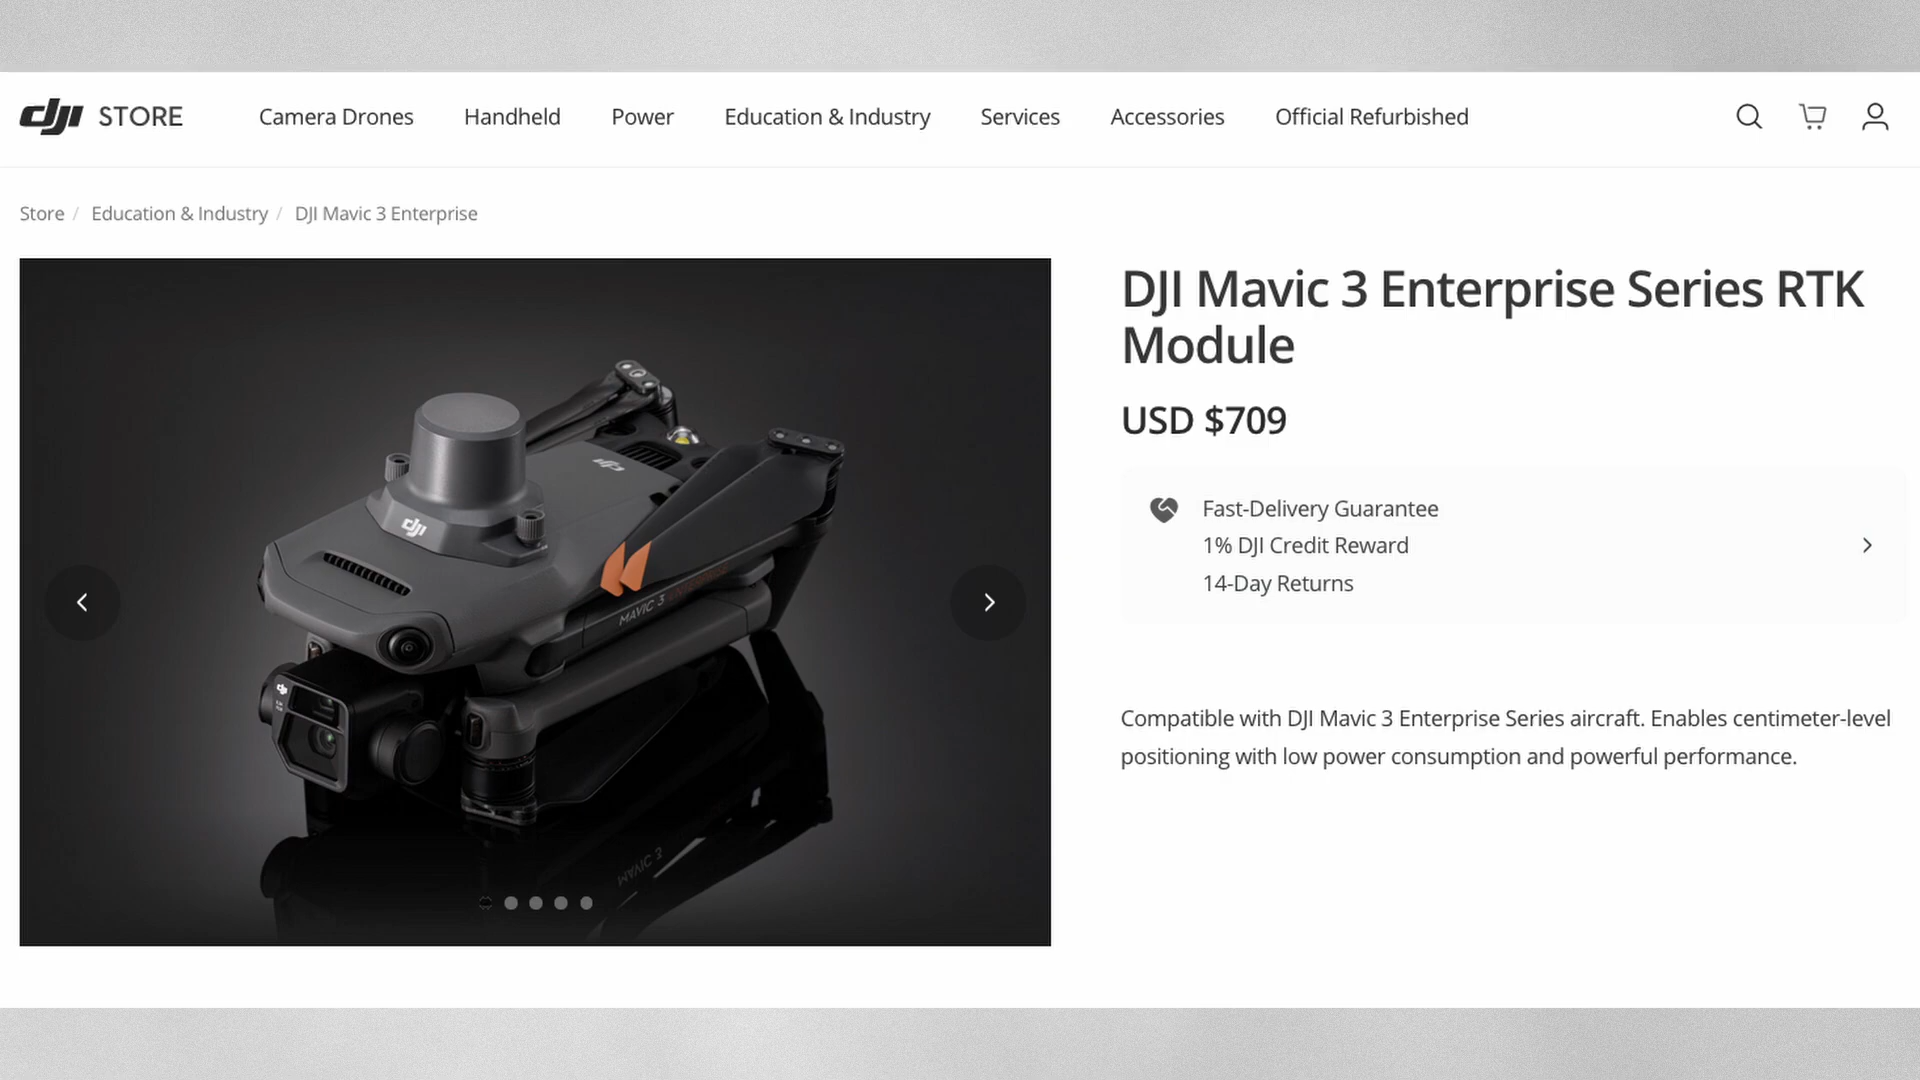 dji STORE
Camera Drones
Handheld
Power
Education & Industry
Services
Accessories
Official Refurbished
Store / Education & Industry / DJI Mavic 3 Enterprise
dji
dji
MAVIC 3 ENTERPRISE
MAVIC 3
DJI Mavic 3 Enterprise Series RTK
Module
USD $709
Fast-Delivery Guarantee
1% DJI Credit Reward
14-Day Returns
Compatible with DJI Mavic 3 Enterprise Series aircraft. Enables centimeter-level
positioning with low power consumption and powerful performance.